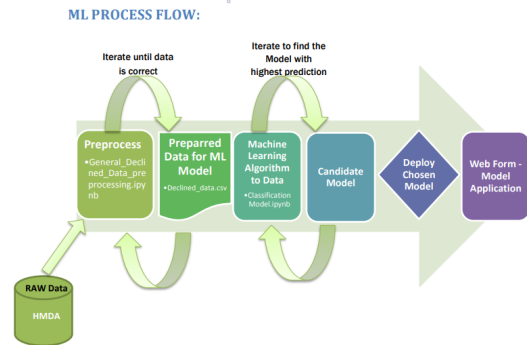 ML PROCESS FLOW:
Iterate until data
is correct
Iterate to find the
Model with
highest prediction
Preprocess
•General_Decli
ned_Data_pre
processing.ipy
nb
Preparred
Data for ML
Model
•Declined_data.csv
Machine
Learning
Algorithm
to Data
•Classification
Model.ipynb
Candidate
Model
Deploy
Chosen
Model
Web Form -
Model
Application
RAW Data
HMDA